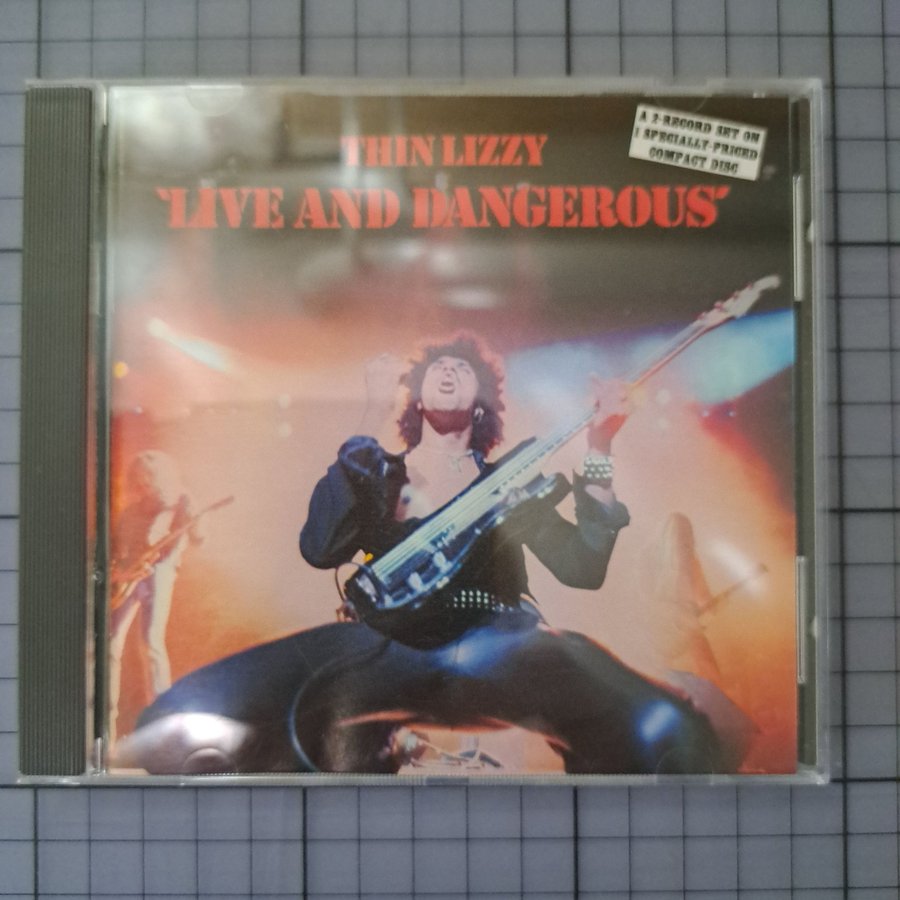 THIN LIZZY
'LIVE AND DANGEROUS'
A 2-RECORD SET ON
1 SPECIALLY-PRICED
COMPACT DISC